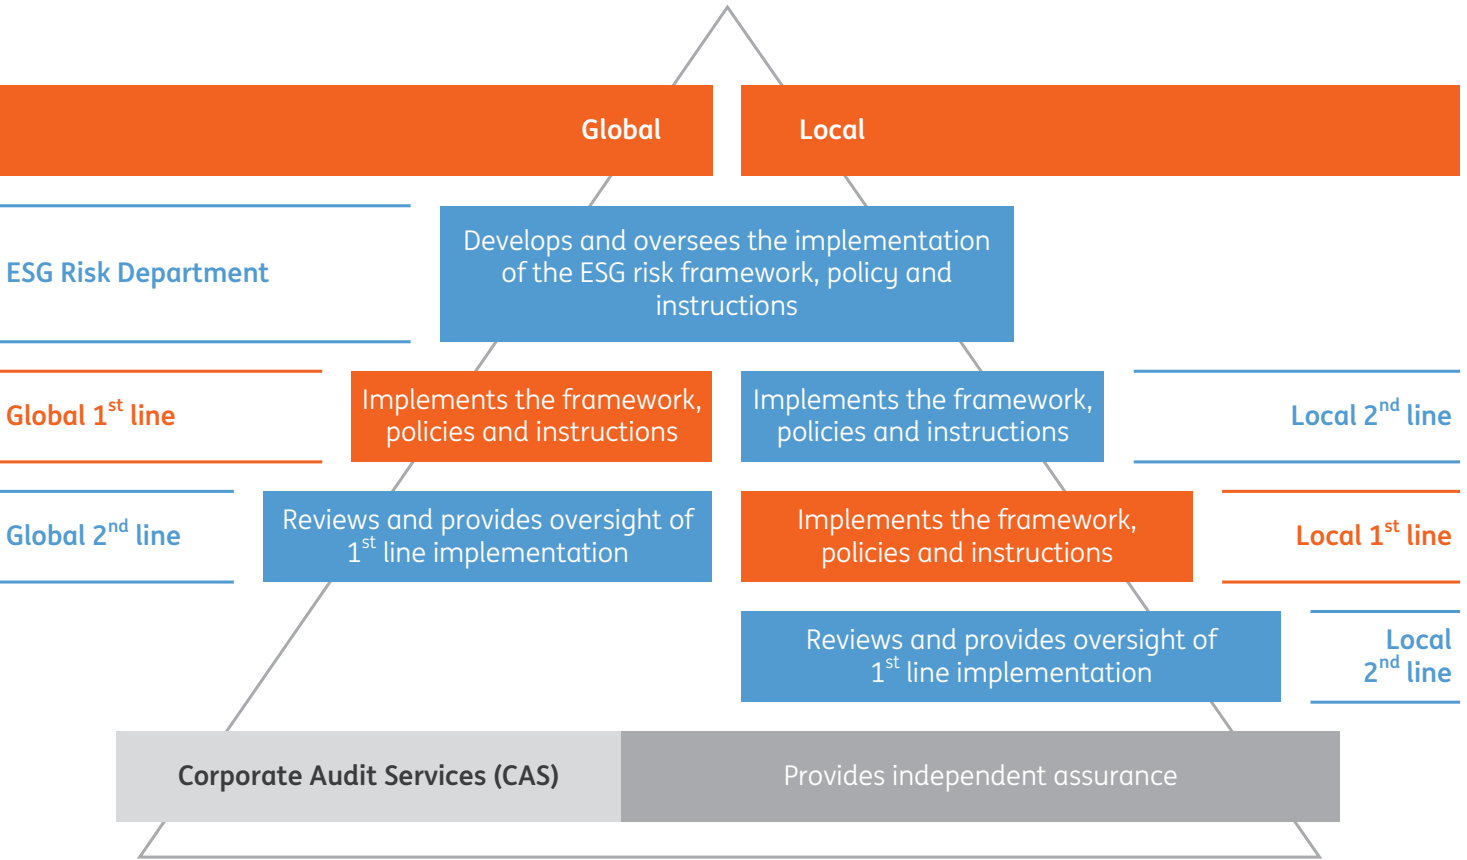 Global
Local
ESG Risk Department
Develops and oversees the implementation
of the ESG risk framework, policy and
instructions
Global 1st line
Implements the framework,
policies and instructions
Implements the framework,
policies and instructions
Local 2nd line
Global 2nd line
Reviews and provides oversight of
1st line implementation
Implements the framework,
policies and instructions
Local 1st line
Reviews and provides oversight of
1st line implementation
Local
2nd line
Corporate Audit Services (CAS)
Provides independent assurance